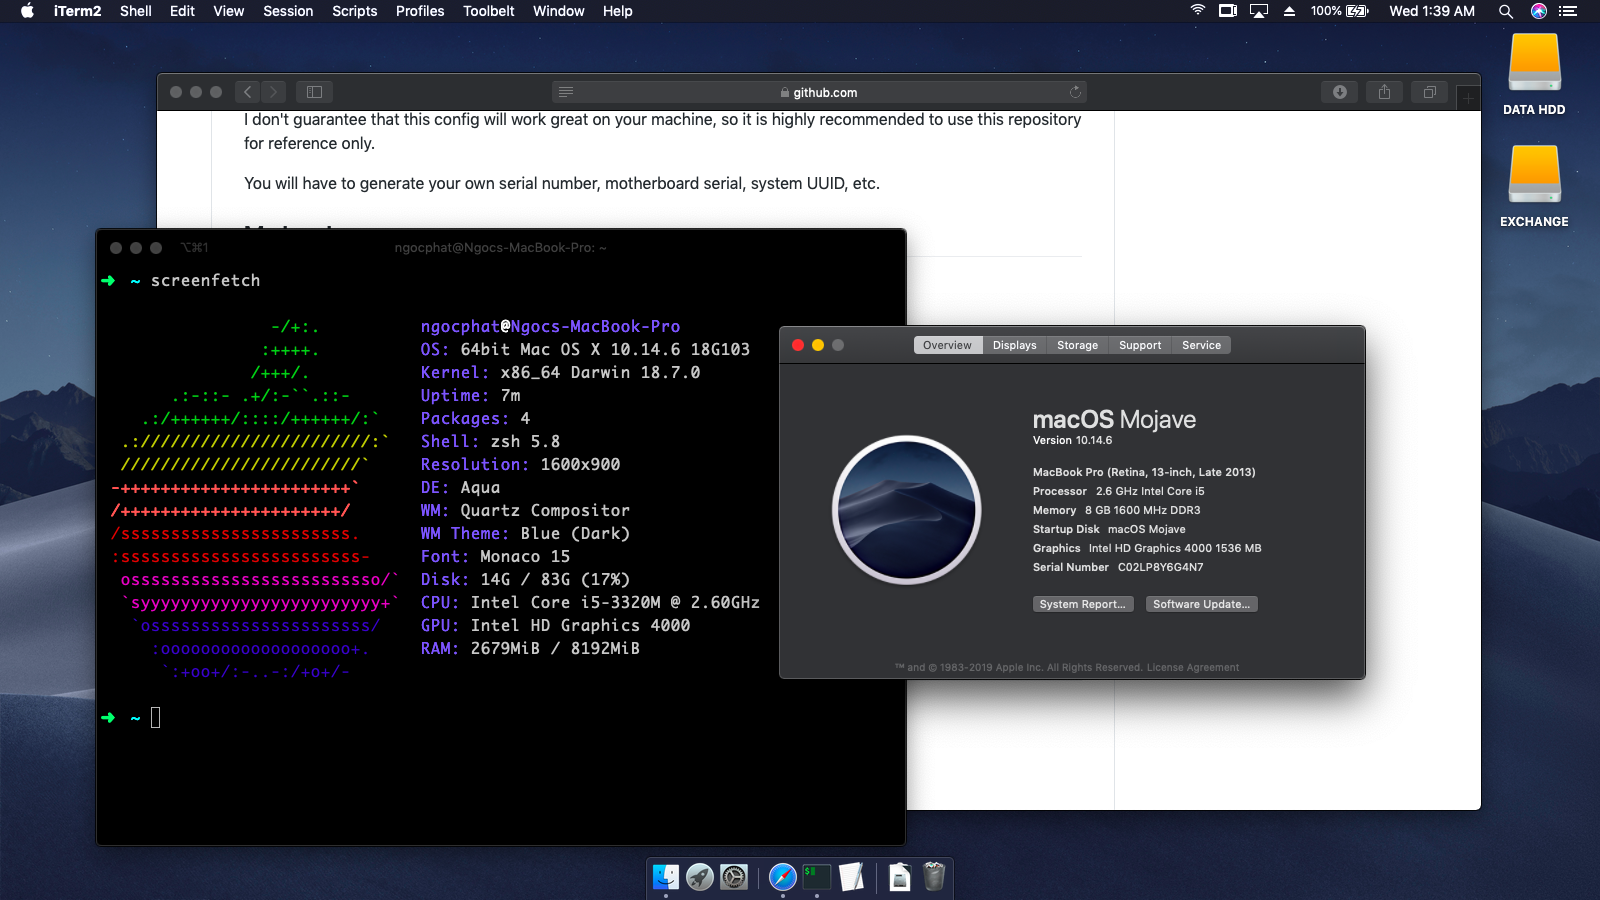 iTerm2 Shell Edit View Session Scripts Profiles Toolbelt Window Help 100% Wed 1:39 AM
DATA HDD
EXCHANGE
github.com
I don't guarantee that this config will work great on your machine, so it is highly recommended to use this repository
for reference only.
You will have to generate your own serial number, motherboard serial, system UUID, etc.
⌥⌘1 ngocphat@Ngocs-MacBook-Pro: ~
➜ ~ screenfetch
-/+:. ngocphat@Ngocs-MacBook-Pro
:++++. OS: 64bit Mac OS X 10.14.6 18G103
/+++/. Kernel: x86_64 Darwin 18.7.0
.:-::- .+/:-``.::- Uptime: 7m
.:/++++++/::::/++++++/:` Packages: 4
.:///////////////////////:` Shell: zsh 5.8
////////////////////////` Resolution: 1600x900
-+++++++++++++++++++++++` DE: Aqua
/++++++++++++++++++++++/ WM: Quartz Compositor
/sssssssssssssssssssssss. WM Theme: Blue (Dark)
:ssssssssssssssssssssssss- Font: Monaco 15
osssssssssssssssssssssssso/` Disk: 14G / 83G (17%)
`syyyyyyyyyyyyyyyyyyyyyyyy+` CPU: Intel Core i5-3320M @ 2.60GHz
`ossssssssssssssssssssss/ GPU: Intel HD Graphics 4000
:ooooooooooooooooooo+. RAM: 2679MiB / 8192MiB
`:+oo+/:-..-:/+o+/-
➜ ~
Overview Displays Storage Support Service
macOS Mojave
Version 10.14.6
MacBook Pro (Retina, 13-inch, Late 2013)
Processor 2.6 GHz Intel Core i5
Memory 8 GB 1600 MHz DDR3
Startup Disk macOS Mojave
Graphics Intel HD Graphics 4000 1536 MB
Serial Number C02LP8Y6G4N7
System Report... Software Update...
™ and © 1983-2019 Apple Inc. All Rights Reserved. License Agreement